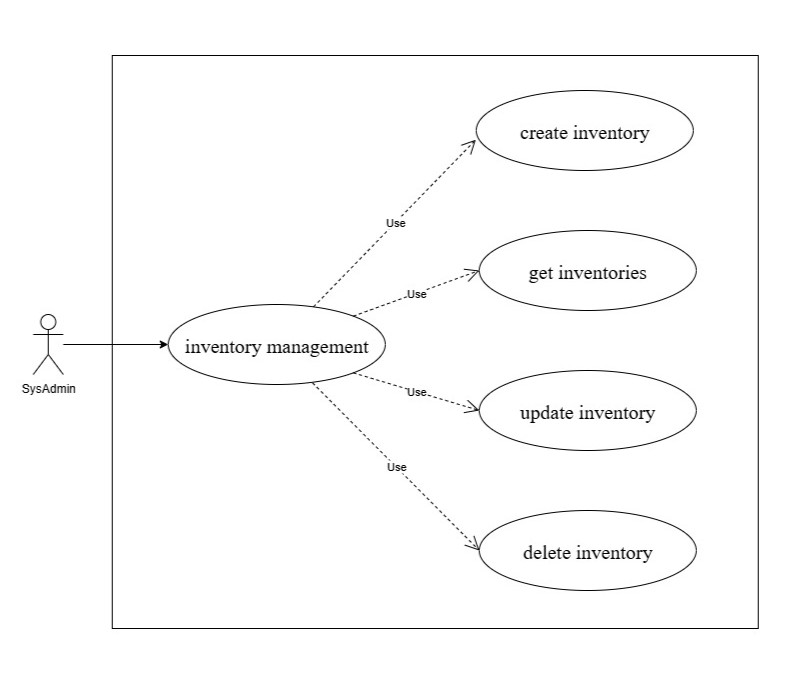 create inventory
Use
get inventories
Use
inventory management
SysAdmin
Use
update inventory
Use
delete inventory